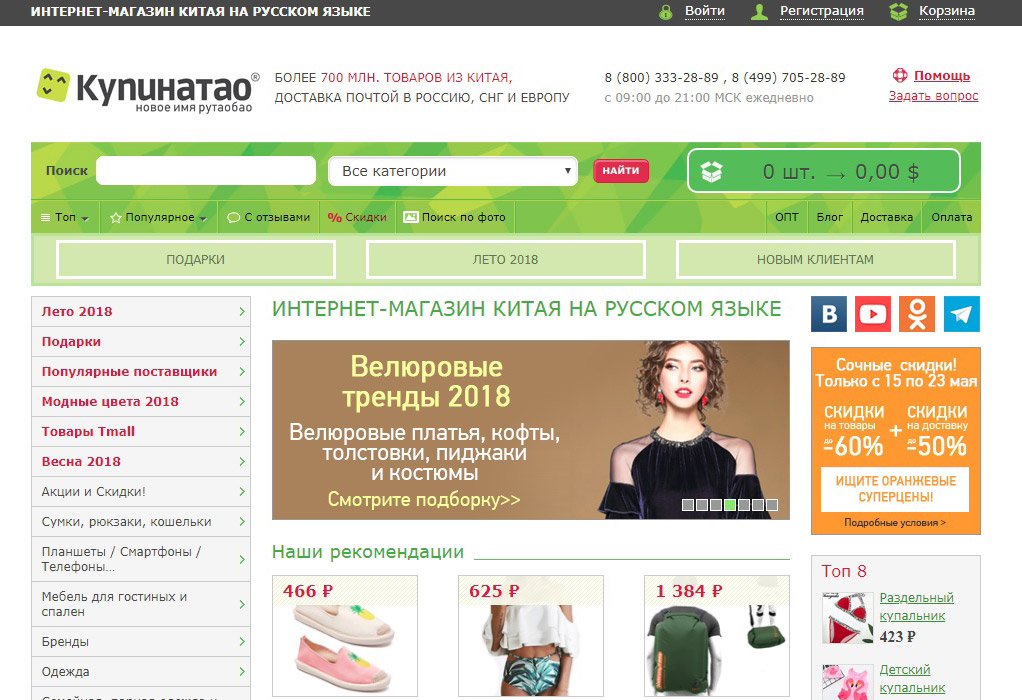 ИНТЕРНЕТ-МАГАЗИН КИТАЯ НА РУССКОМ ЯЗЫКЕ
Войти
Регистрация
Корзина
Купинатао®
новое имя рутаобао
БОЛЕЕ 700 МЛН. ТОВАРОВ ИЗ КИТАЯ,
ДОСТАВКА ПОЧТОЙ В РОССИЮ, СНГ И ЕВРОПУ
8 (800) 333-28-89 , 8 (499) 705-28-89
с 09:00 до 21:00 МСК ежедневно
Помощь
Задать вопрос
Поиск
Все категории
НАЙТИ
0 шт. → 0,00 $
Топ
Популярное
С отзывами
% Скидки
Поиск по фото
ОПТ
Блог
Доставка
Оплата
ПОДАРКИ
ЛЕТО 2018
НОВЫМ КЛИЕНТАМ
Лето 2018
Подарки
Популярные поставщики
Модные цвета 2018
Товары Tmall
Весна 2018
Акции и Скидки!
Сумки, рюкзаки, кошельки
Планшеты / Смартфоны /
Телефоны...
Мебель для гостиных и
спален
Бренды
Одежда
ИНТЕРНЕТ-МАГАЗИН КИТАЯ НА РУССКОМ ЯЗЫКЕ
Велюровые
тренды 2018
Велюровые платья, кофты,
толстовки, пиджаки
и костюмы
Смотрите подборку>>
Наши рекомендации
466 ₽
625 ₽
1 384 ₽
В
Сочные скидки!
Только с 15 по 23 мая
СКИДКИ
на товары
до -60%
+
СКИДКИ
на доставку
до -50%
ИЩИТЕ ОРАНЖЕВЫЕ
СУПЕРЦЕНЫ!
Подробные условия >
Топ 8
Раздельный
купальник
423 ₽
Детский
купальник